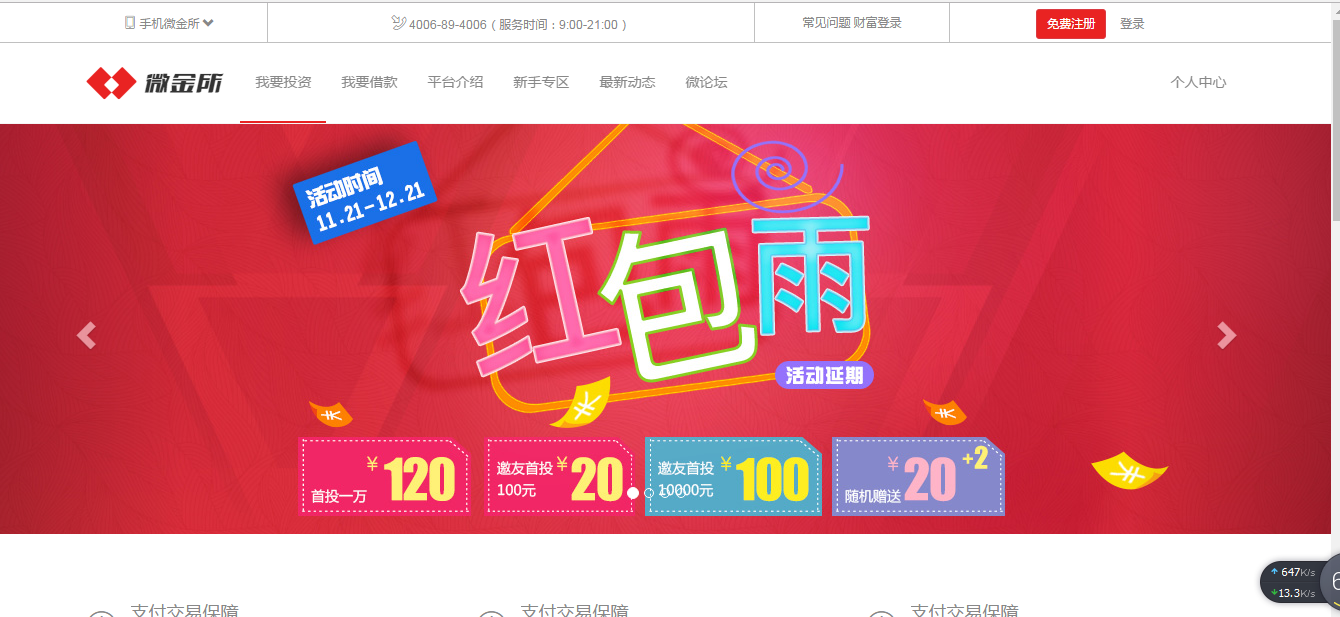 手机微金所
4006-89-4006（服务时间：9:00-21:00）
常见问题 财富登录
免费注册
登录
微金所
我要投资
我要借款
平台介绍
新手专区
最新动态
微论坛
个人中心
活动时间
11.21-12.21
红包雨
活动延期
首投一万
¥120
邀友首投
100元
¥20
邀友首投
10000元
¥100
随机赠送
¥20+2
支付交易保障
支付交易保障
支付交易保障
647K/s
13.3K/s